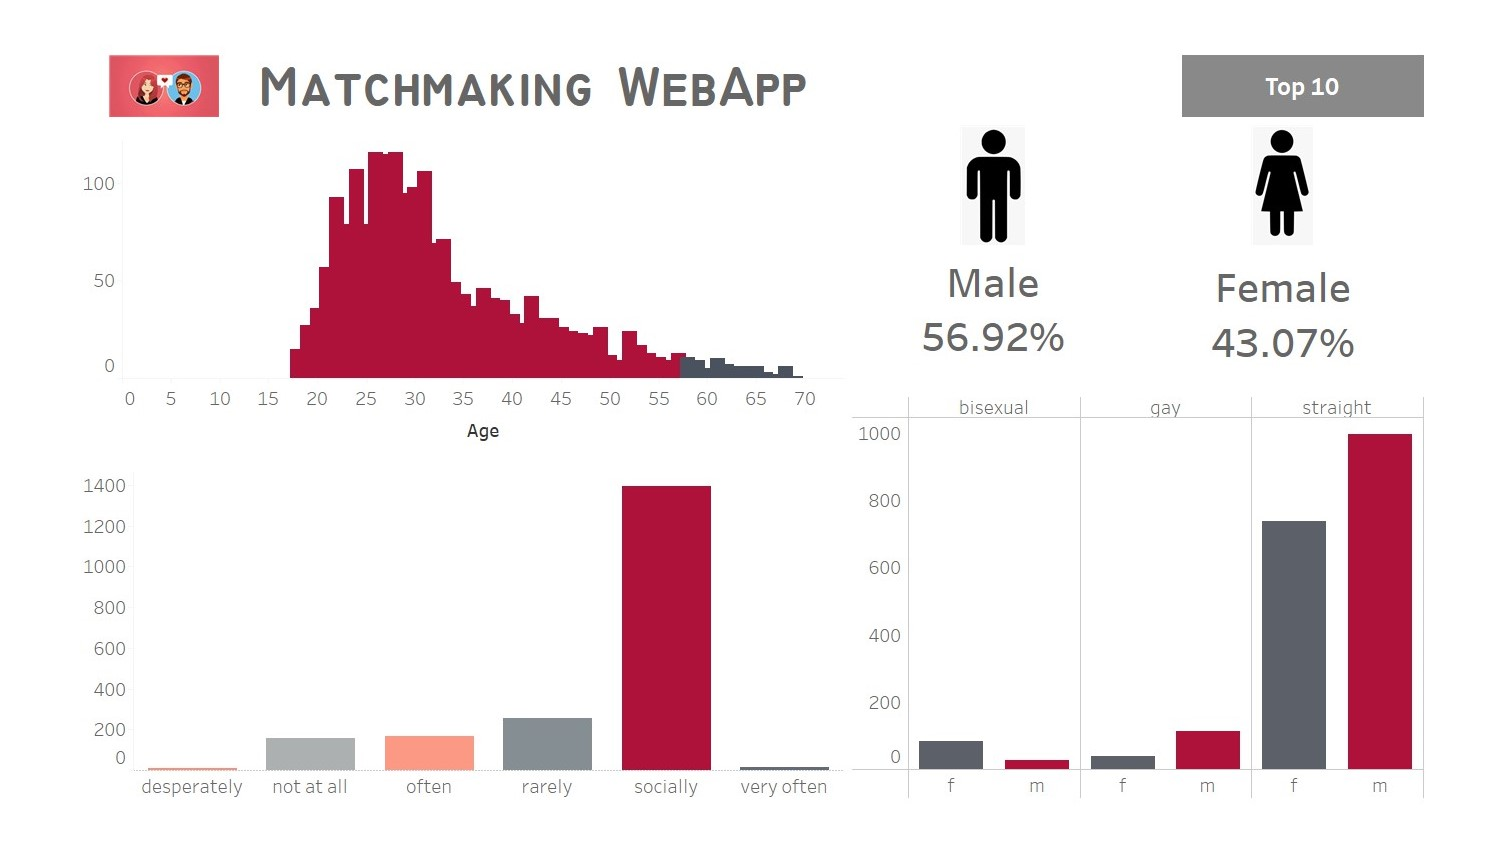 MATCHMAKING WEBAPP
Top 10
100
50
0
0 5 10 15 20 25 30 35 40 45 50 55 60 65 70
Age
Male
56.92%
Female
43.07%
1400
1200
1000
800
600
400
200
0
desperately not at all often rarely socially very often
bisexual gay straight
1000
800
600
400
200
0
f m f m f m